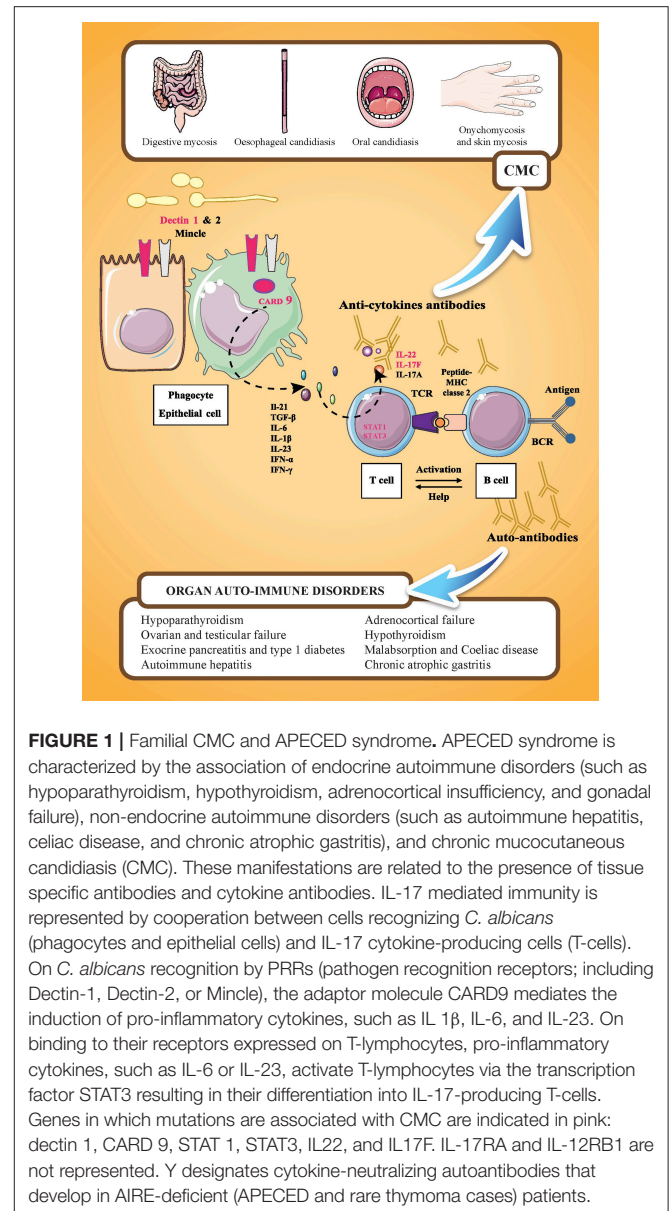 Digestive mycosis
Oesophageal candidiasis
Oral candidiasis
Onychomycosis
and skin mycosis
CMC
Dectin 1 & 2
Mincle
CARD 9
Anti-cytokines antibodies
IL-22
IL-17F
IL-17A
Peptide-
MHC
classe 2
TCR
Antigen
Phagocyte
Epithelial cell
Il-21
TGF-β
IL-6
IL-1β
IL-23
IFN-α
IFN-γ
STAT1
STAT3
BCR
T cell
Activation
Help
B cell
Auto-antibodies
ORGAN AUTO-IMMUNE DISORDERS
Hypoparathyroidism
Ovarian and testicular failure
Exocrine pancreatitis and type 1 diabetes
Autoimmune hepatitis
Adrenocortical failure
Hypothyroidism
Malabsorption and Coeliac disease
Chronic atrophic gastritis
FIGURE 1 | Familial CMC and APECED syndrome. APECED syndrome is
characterized by the association of endocrine autoimmune disorders (such as
hypoparathyroidism, hypothyroidism, adrenocortical insufficiency, and gonadal
failure), non-endocrine autoimmune disorders (such as autoimmune hepatitis,
celiac disease, and chronic atrophic gastritis), and chronic mucocutaneous
candidiasis (CMC). These manifestations are related to the presence of tissue
specific antibodies and cytokine antibodies. IL-17 mediated immunity is
represented by cooperation between cells recognizing C. albicans
(phagocytes and epithelial cells) and IL-17 cytokine-producing cells (T-cells).
On C. albicans recognition by PRRs (pathogen recognition receptors; including
Dectin-1, Dectin-2, or Mincle), the adaptor molecule CARD9 mediates the
induction of pro-inflammatory cytokines, such as IL 1β, IL-6, and IL-23. On
binding to their receptors expressed on T-lymphocytes, pro-inflammatory
cytokines, such as IL-6 or IL-23, activate T-lymphocytes via the transcription
factor STAT3 resulting in their differentiation into IL-17-producing T-cells.
Genes in which mutations are associated with CMC are indicated in pink:
dectin 1, CARD 9, STAT 1, STAT3, IL22, and IL17F. IL-17RA and IL-12RB1 are
not represented. Y designates cytokine-neutralizing autoantibodies that
develop in AIRE-deficient (APECED and rare thymoma cases) patients.